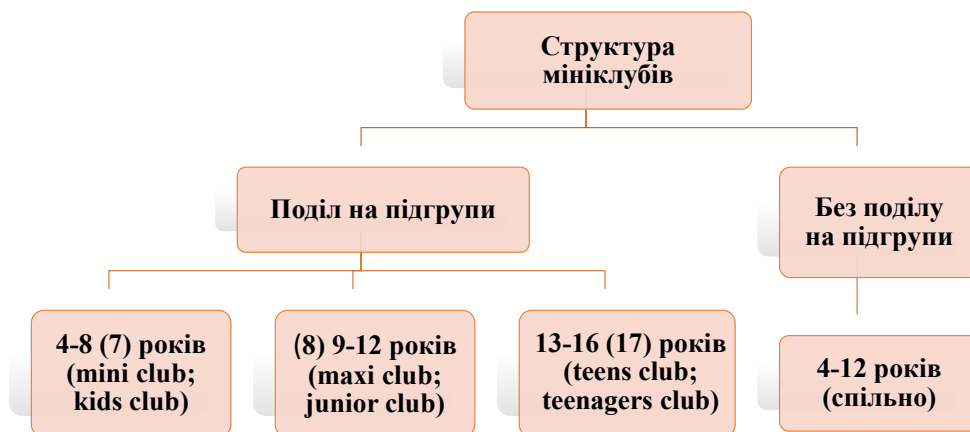 Структура
мініклубів
Поділ на підгрупи
Без поділу
на підгрупи
4-8 (7) років
(mini club;
kids club)
(8) 9-12 років
(maxi club;
junior club)
13-16 (17) років
(teens club;
teenagers club)
4-12 років
(спільно)